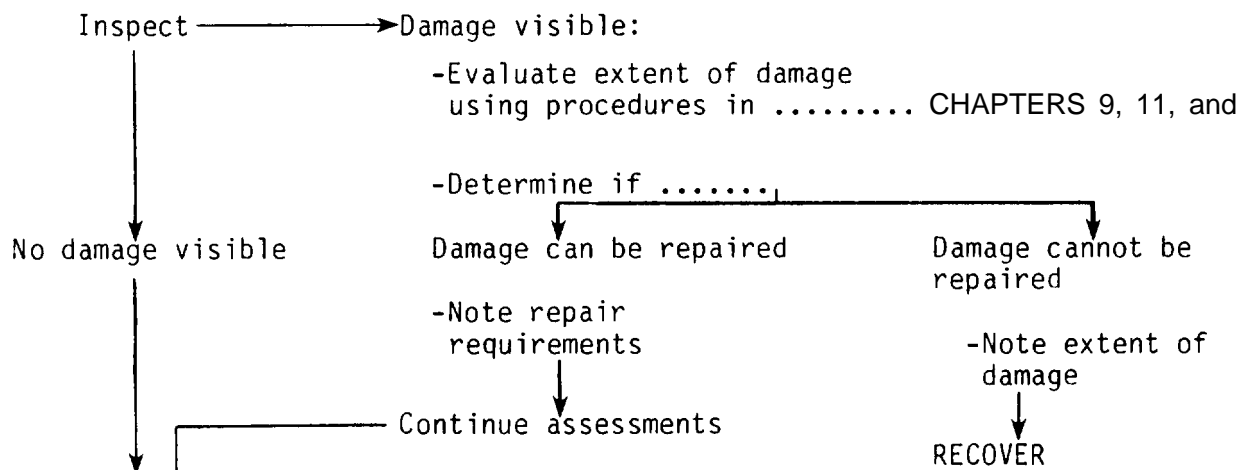 Inspect Damage visible:
-Evaluate extent of damage
using procedures in ......... CHAPTERS 9, 11, and
-Determine if .......
No damage visible Damage can be repaired Damage cannot be
repaired
-Note repair
requirements
-Note extent of
damage
Continue assessments
RECOVER